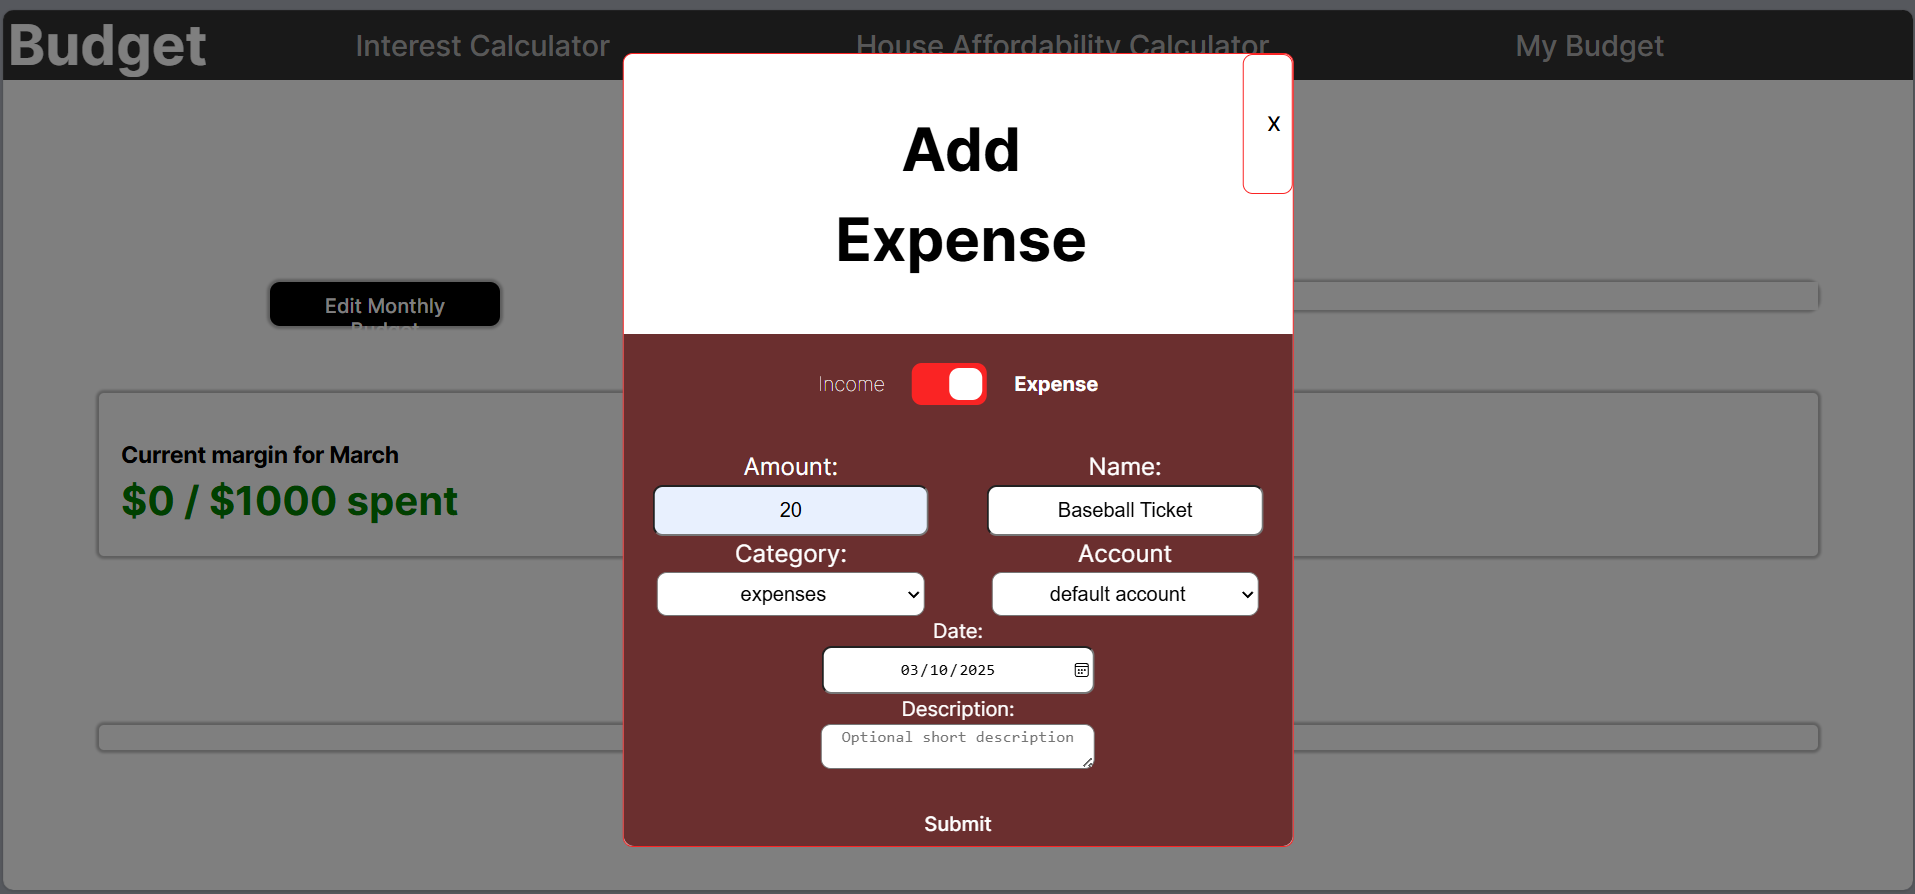 Budget
Interest Calculator
House Affordability Calculator
My Budget
X
Add
Expense
Edit Monthly
Budget
Income
Expense
Current margin for March
$0 / $1000 spent
Amount:
Name:
20
Baseball Ticket
Category:
Account
expenses
default account
Date:
03/10/2025
Description:
Optional short description
Submit